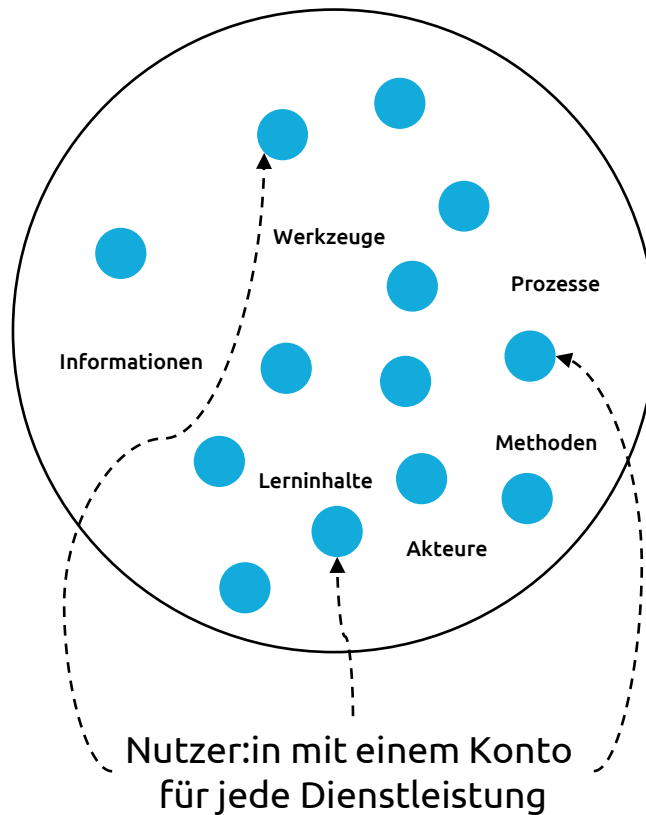 Werkzeuge
Prozesse
Informationen
Methoden
Lerninhalte
Akteure
Nutzer:in mit einem Konto
für jede Dienstleistung